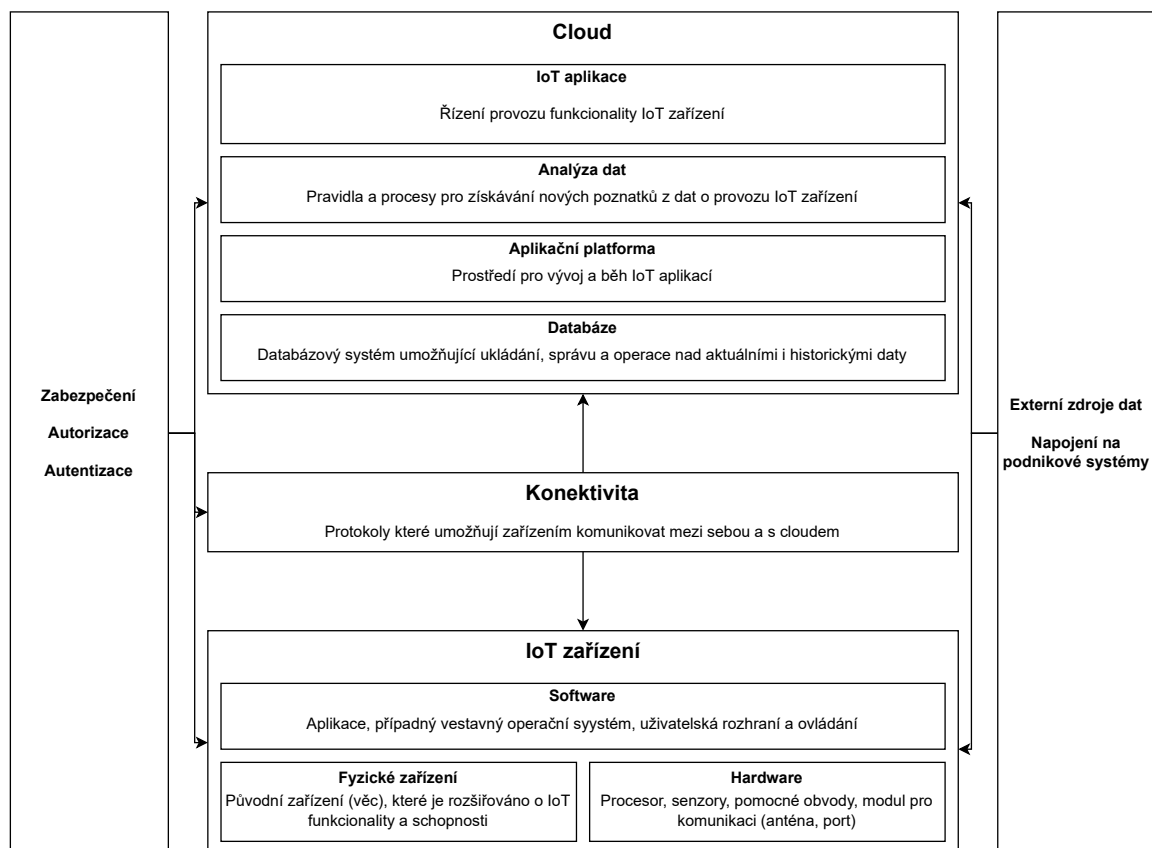 Cloud
IoT aplikace
Řízení provozu funkcionality IoT zařízení
Analýza dat
Pravidla a procesy pro získávání nových poznatků z dat o provozu IoT zařízení
Aplikační platforma
Prostředí pro vývoj a běh IoT aplikací
Databáze
Databázový systém umožňující ukládání, správu a operace nad aktuálními i historickými daty
Zabezpečení
Autorizace
Autentizace
Externí zdroje dat
Napojení na
podnikové systémy
Konektivita
Protokoly které umožňují zařízením komunikovat mezi sebou a s cloudem
IoT zařízení
Software
Aplikace, případný vestavný operační syystém, uživatelská rozhraní a ovládání
Fyzické zařízení
Původní zařízení (věc), které je rozšiřováno o IoT
funkcionality a schopnosti
Hardware
Procesor, senzory, pomocné obvody, modul pro
komunikaci (anténa, port)